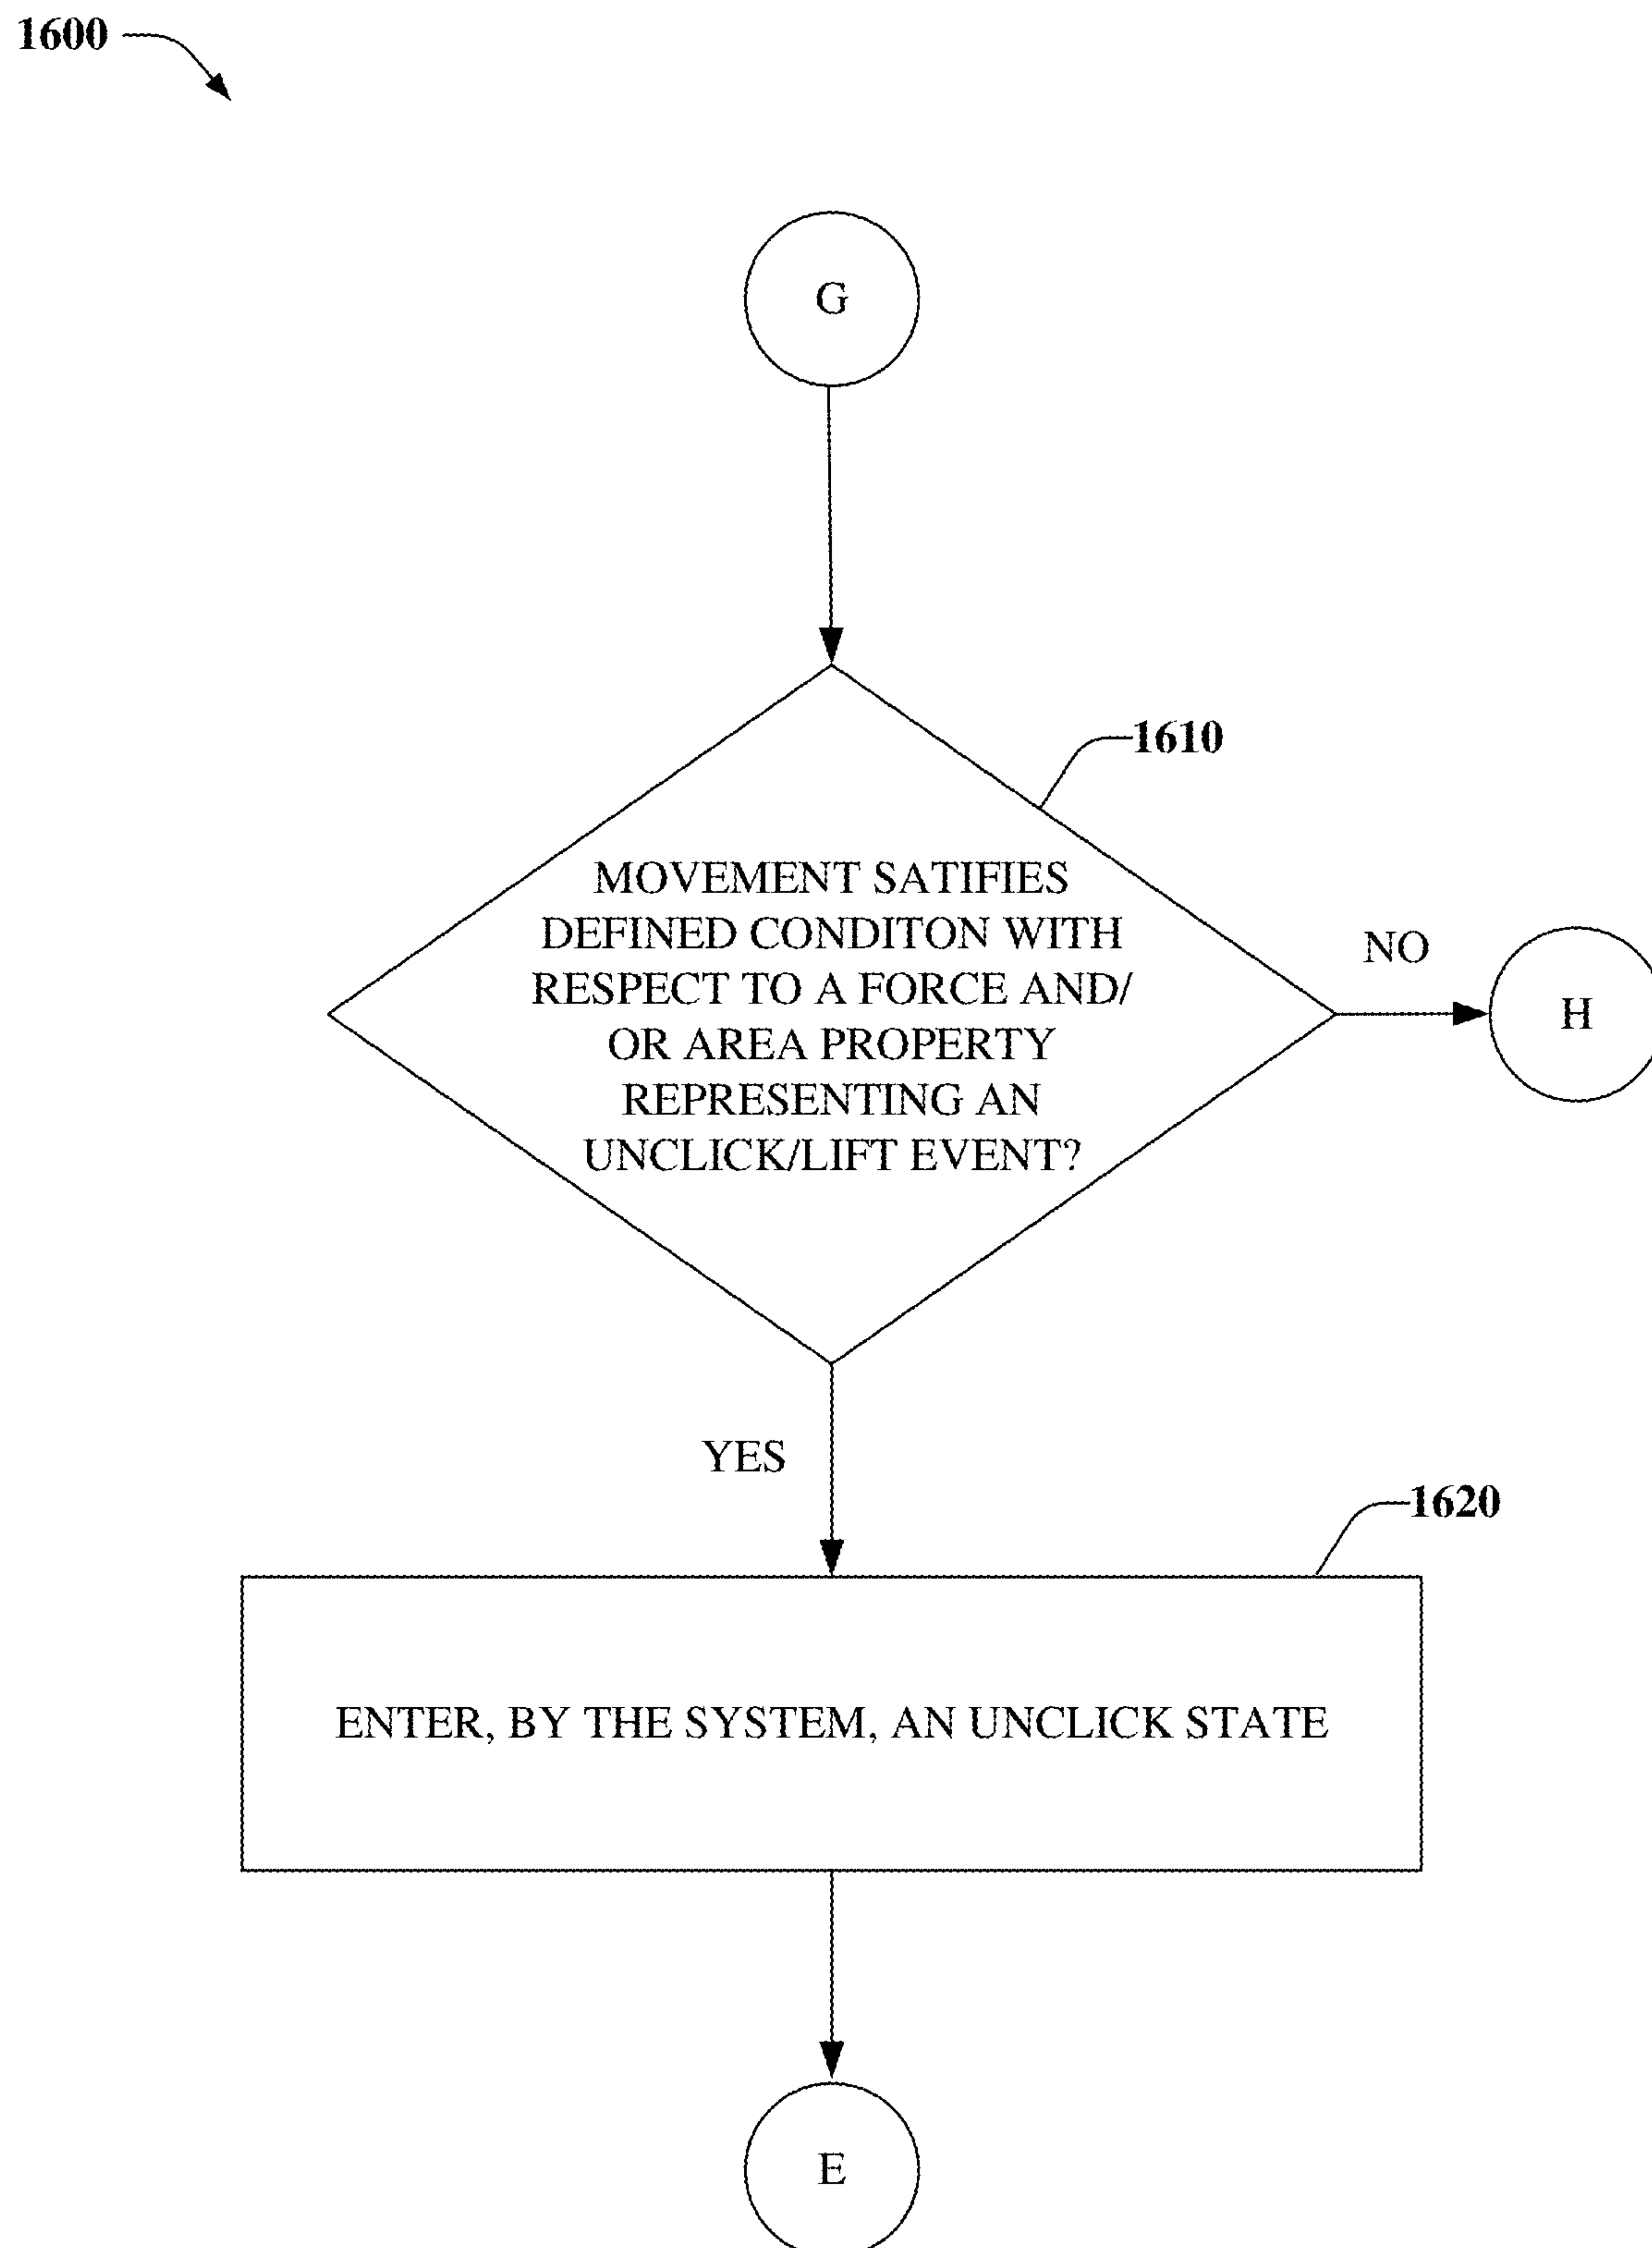 1600
G
1610
MOVEMENT SATIFIES
DEFINED CONDITON WITH
RESPECT TO A FORCE AND/
OR AREA PROPERTY
REPRESENTING AN
UNCLICK/LIFT EVENT?
NO
H
YES
1620
ENTER, BY THE SYSTEM, AN UNCLICK STATE
E